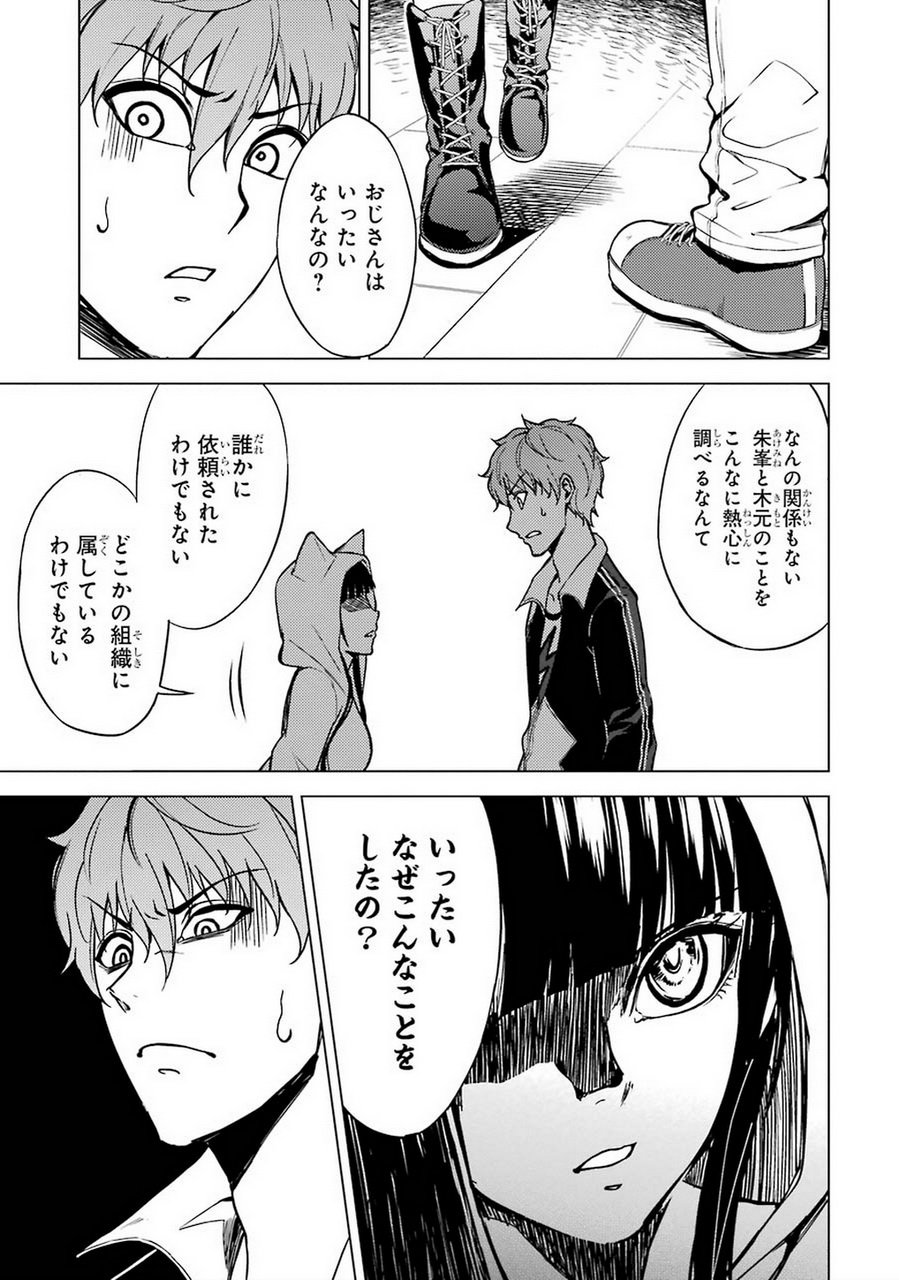 おじさんは
いったい
なんなの？
なんの関係もない
朱峯と木元のことを
こんなに熱心に
調べるなんて
誰かに
依頼された
わけでもない
どこかの組織に
属している
わけでもない
いったい
なぜこんなことを
したの？